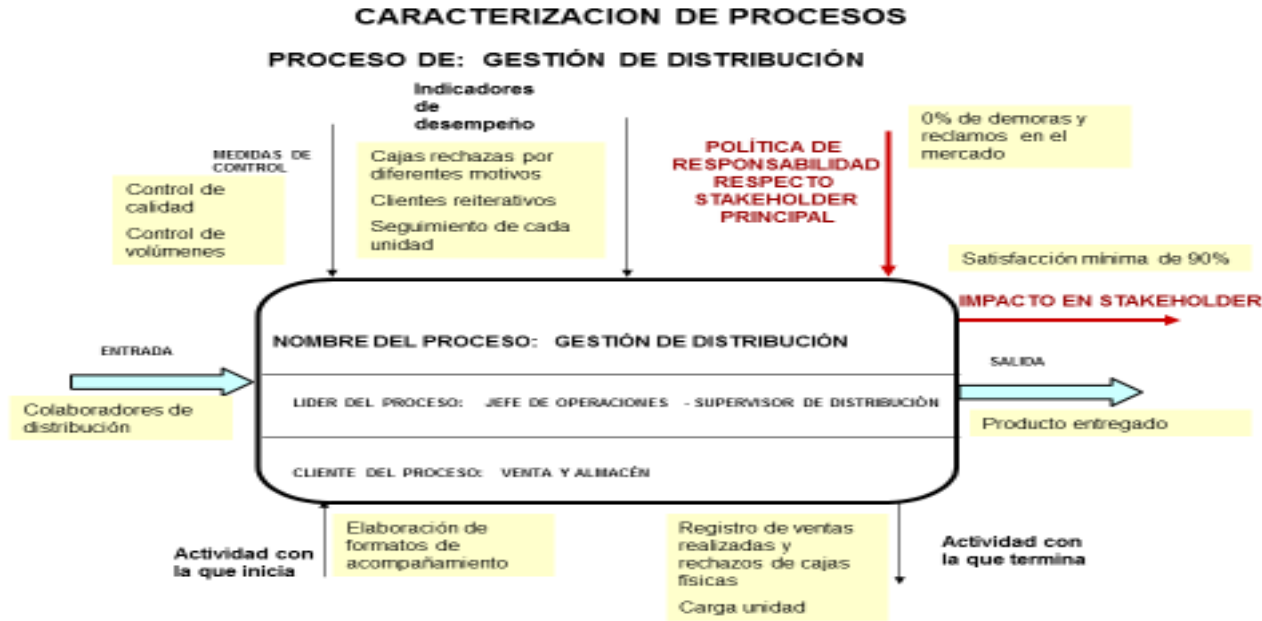 CARACTERIZACION DE PROCESOS
PROCESO DE: GESTIÓN DE DISTRIBUCIÓN
Indicadores
de
desempeño
MEDIDAS DE
CONTROL
Control de
calidad
Control de
volúmenes
Cajas rechazas por
diferentes motivos
Clientes reiterativos
Seguimiento de cada
unidad
POLÍTICA DE
RESPONSABILIDAD
RESPECTO
STAKEHOLDER
PRINCIPAL
0% de demoras y
reclamos en el
mercado
Satisfacción mínima de 90%
IMPACTO EN STAKEHOLDER
ENTRADA
Colaboradores de
distribución
NOMBRE DEL PROCESO: GESTIÓN DE DISTRIBUCIÓN
LIDER DEL PROCESO: JEFE DE OPERACIONES - SUPERVISOR DE DISTRIBUCIÓN
CLIENTE DEL PROCESO: VENTA Y ALMACÉN
SALIDA
Producto entregado
Actividad con
la que inicia
Elaboración de
formatos de
acompañamiento
Registro de ventas
realizadas y
rechazos de cajas
físicas
Carga unidad
Actividad con
la que termina